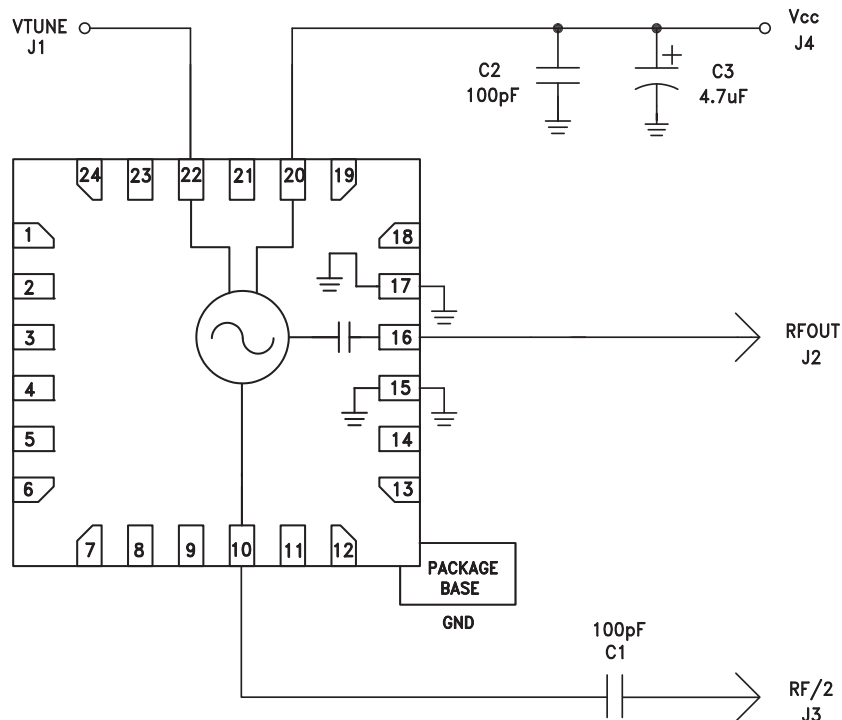 VTUNE
J1
Vcc
J4
C2
100pF
C3
4.7uF
+
24 23 22 21 20 19
1
18
2
17
3
16
RFOUT
J2
4
15
5
14
6
13
7 8 9 10 11 12
PACKAGE
BASE
GND
100pF
C1
RF/2
J3